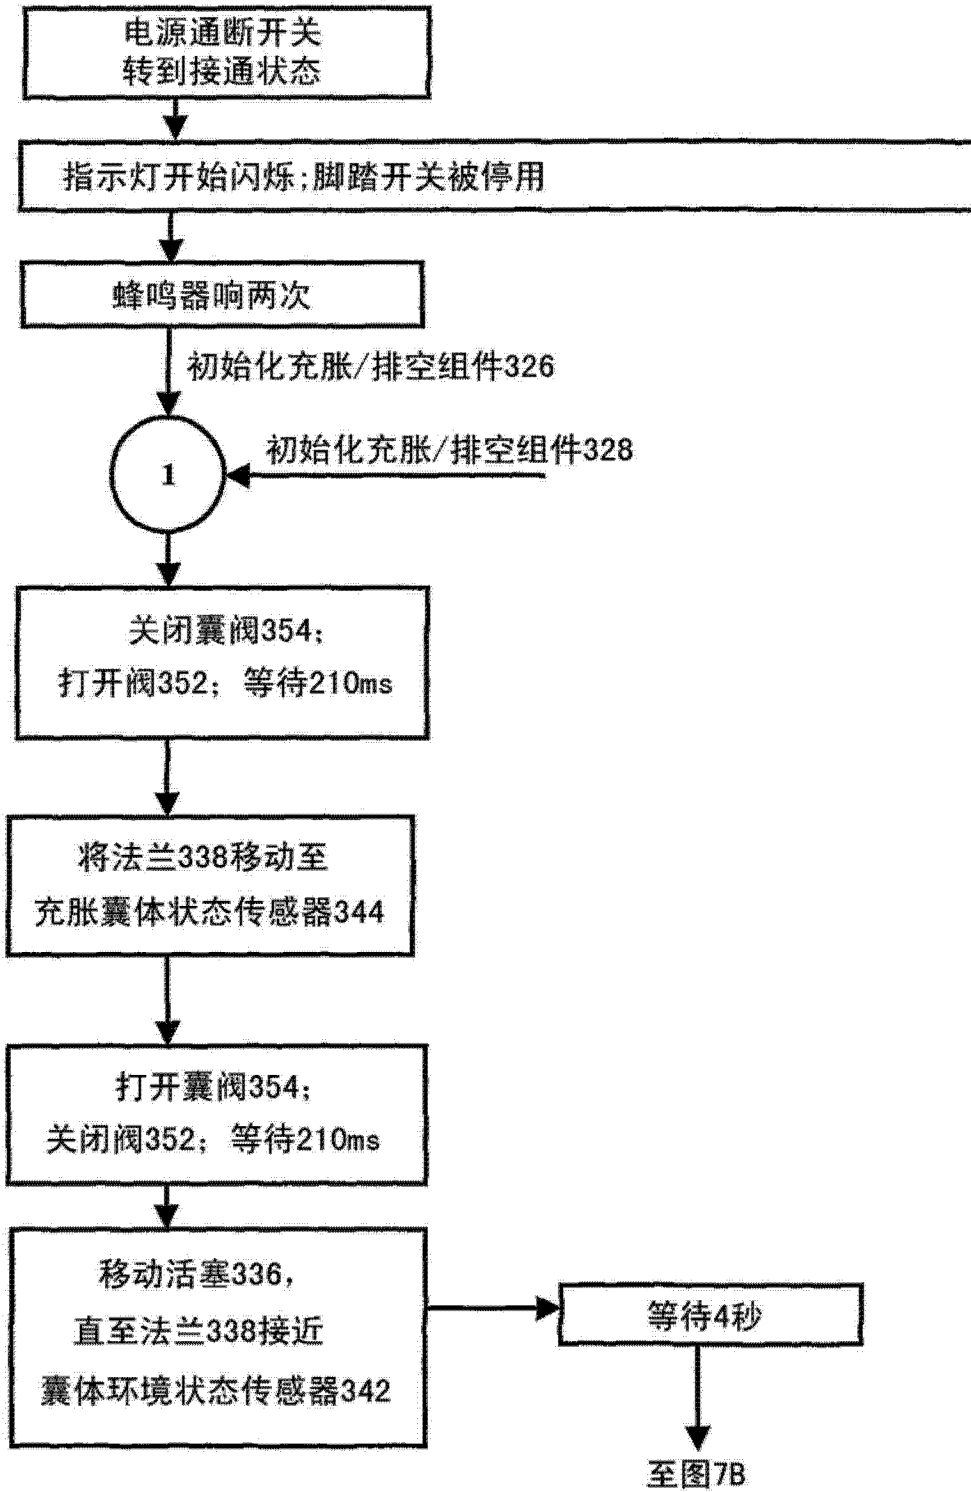 电源通断开关
转到接通状态
指示灯开始闪烁;脚踏开关被停用
蜂鸣器响两次
初始化充胀/排空组件326
初始化充胀/排空组件328
1
关闭囊阀354;
打开阀352; 等待210ms
将法兰338移动至
充胀囊体状态传感器344
打开囊阀354;
关闭阀352; 等待210ms
移动活塞336,
直至法兰338接近
囊体环境状态传感器342
等待4秒
至图7B